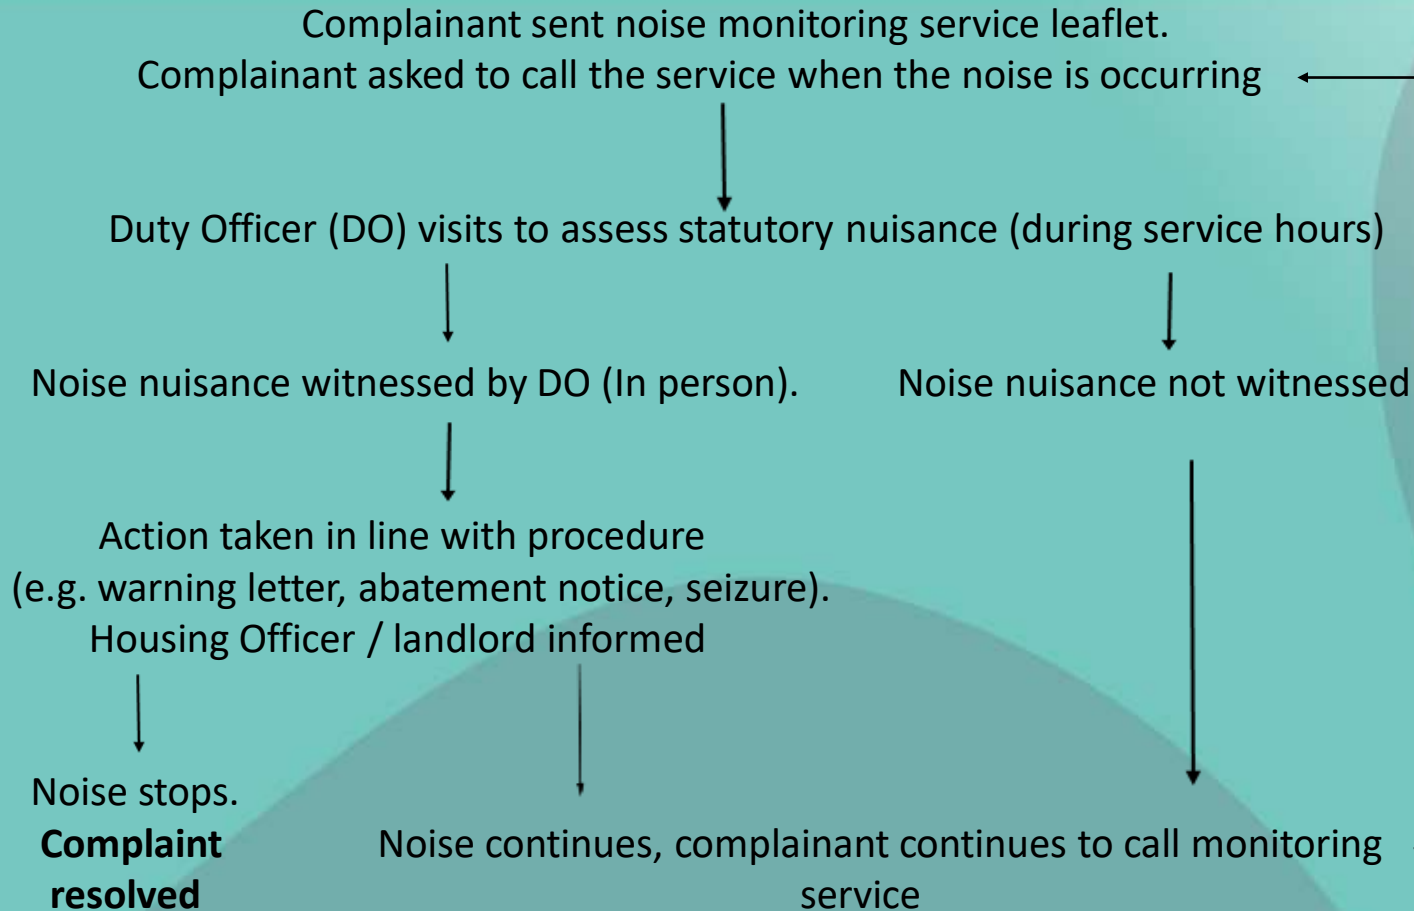 Complainant sent noise monitoring service leaflet.
Complainant asked to call the service when the noise is occurring
Duty Officer (DO) visits to assess statutory nuisance (during service hours)
Noise nuisance witnessed by DO (In person).
Noise nuisance not witnessed
Action taken in line with procedure
(e.g. warning letter, abatement notice, seizure).
Housing Officer / landlord informed
Noise stops.
Complaint
resolved
Noise continues, complainant continues to call monitoring
service